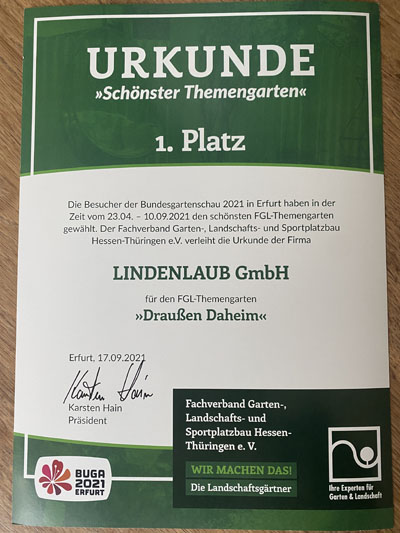 URKUNDE
»Schönster Themengarten«
1. Platz
Die Besucher der Bundesgartenschau 2021 in Erfurt haben in der
Zeit vom 23.04. – 10.09.2021 den schönsten FGL-Themengarten
gewählt. Der Fachverband Garten-, Landschafts- und Sportplatzbau
Hessen-Thüringen e.V. verleiht die Urkunde der Firma
LINDENLAUB GmbH
für den FGL-Themengarten
»Draußen Daheim«
Erfurt, 17.09.2021
Karsten Hain
Karsten Hain
Präsident
Fachverband Garten-,
Landschafts- und
Sportplatzbau Hessen-
Thüringen e. V.
WIR MACHEN DAS!
Die Landschaftsgärtner
Ihre Experten für
Garten & Landschaft
BUGA
2021
ERFURT